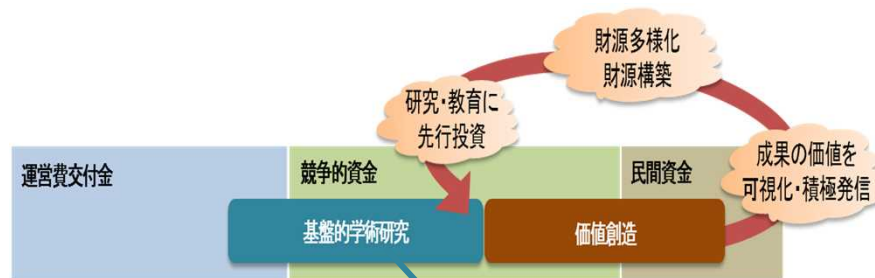 財源多様化
財源構築
研究・教育に
先行投資
成果の価値を
可視化・積極発信
運営費交付金
競争的資金
民間資金
基盤的学術研究
価値創造